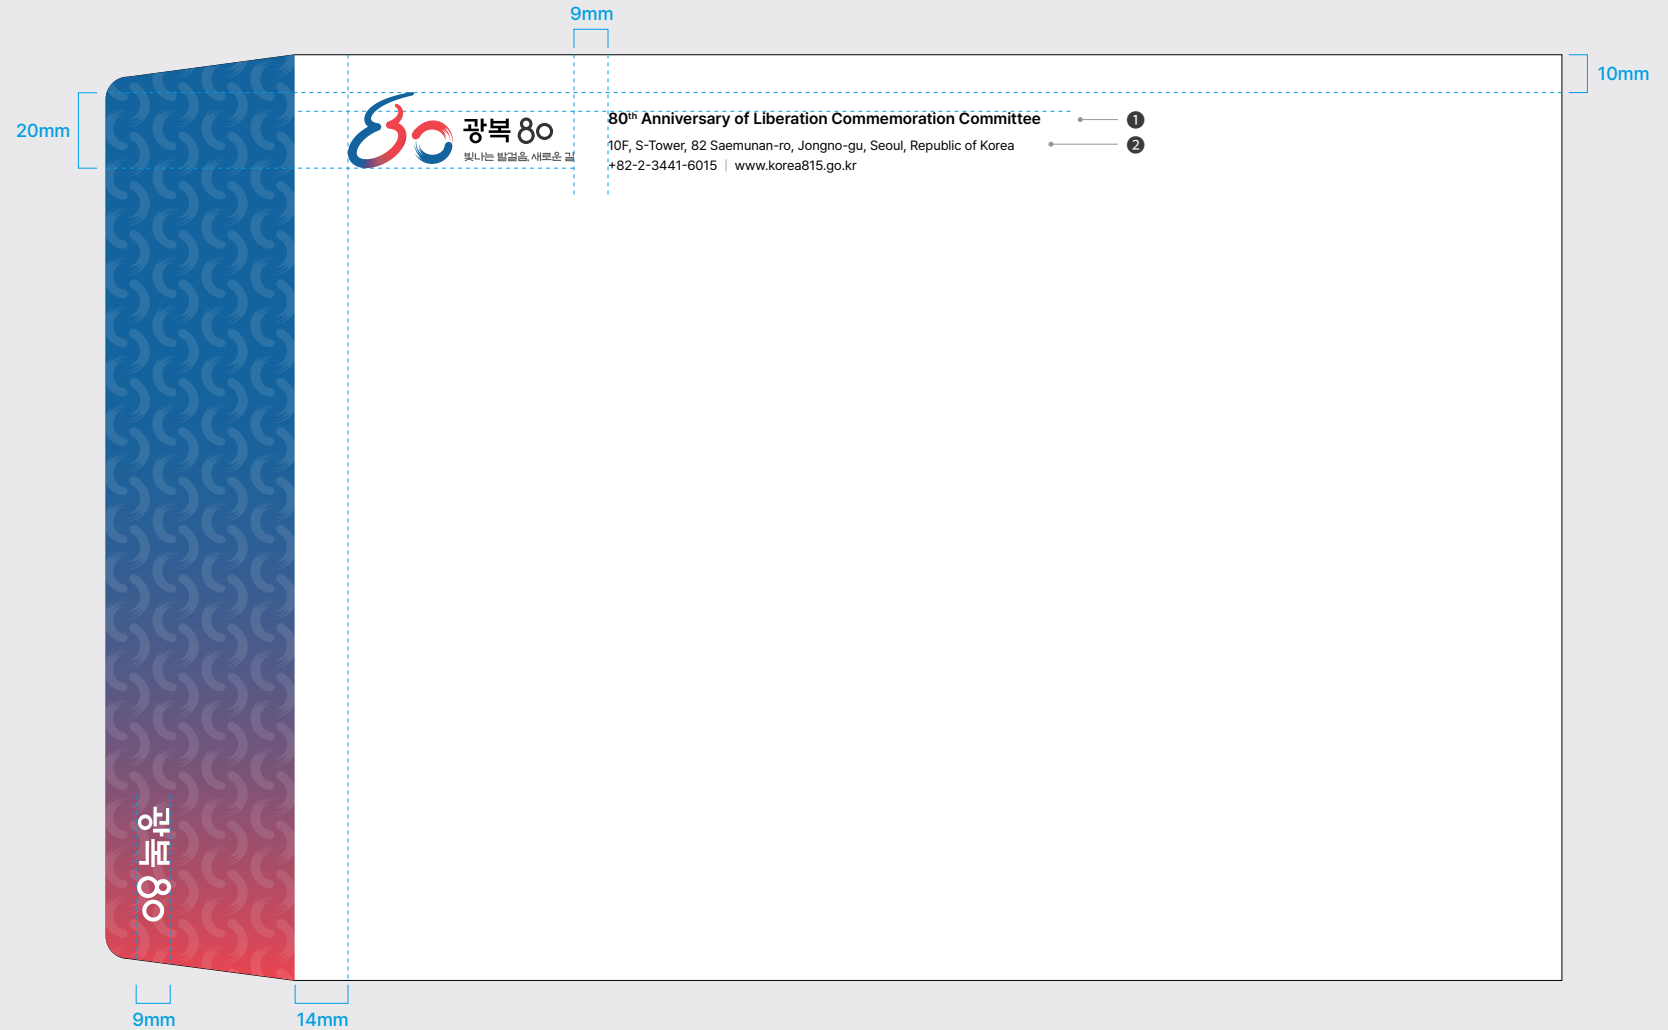 9mm
10mm
20mm
80 광복 80
빛나는 발걸음, 새로운 길
80th Anniversary of Liberation Commemoration Committee
1
10F, S-Tower, 82 Saemunan-ro, Jongno-gu, Seoul, Republic of Korea
2
+82-2-3441-6015 | www.korea815.go.kr
광복 80
9mm
14mm